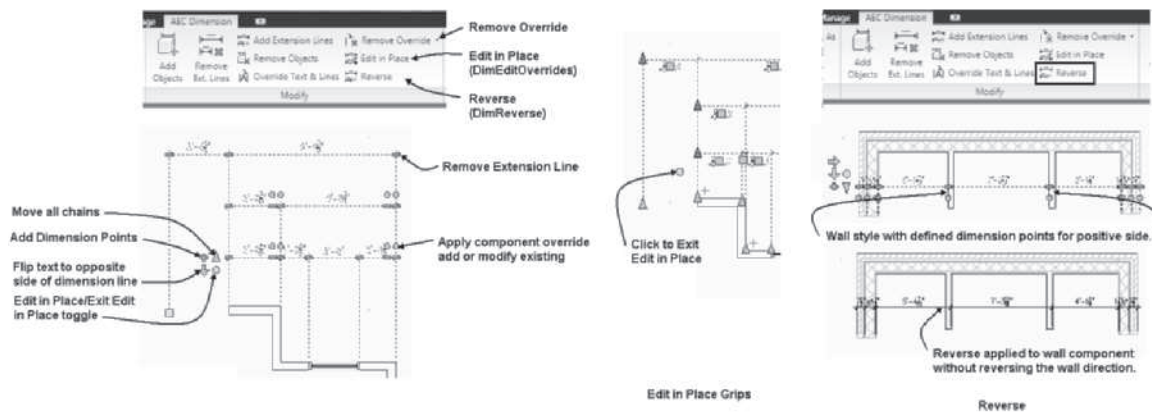 AEC Dimension
Add Objects
Remove Ext. Lines
Add Extension Lines
Remove Objects
Override Text & Lines
Remove Override
Edit in Place
Reverse
Modify
Remove Override
Edit in Place
(DimEditOverrides)
Reverse
(DimReverse)
Remove Extension Line
Move all chains
Add Dimension Points
Flip text to opposite
side of dimension line
Edit in Place/Exit Edit
in Place toggle
Apply component override
add or modify existing
Click to Exit
Edit in Place
Edit in Place Grips
Manage
AEC Dimension
As
Add Objects
Remove Ext. Lines
Add Extension Lines
Remove Objects
Override Text & Lines
Remove Override
Edit in Place
Reverse
Modify
Wall style with defined dimension points for positive side.
Reverse applied to wall component
without reversing the wall direction.
Reverse